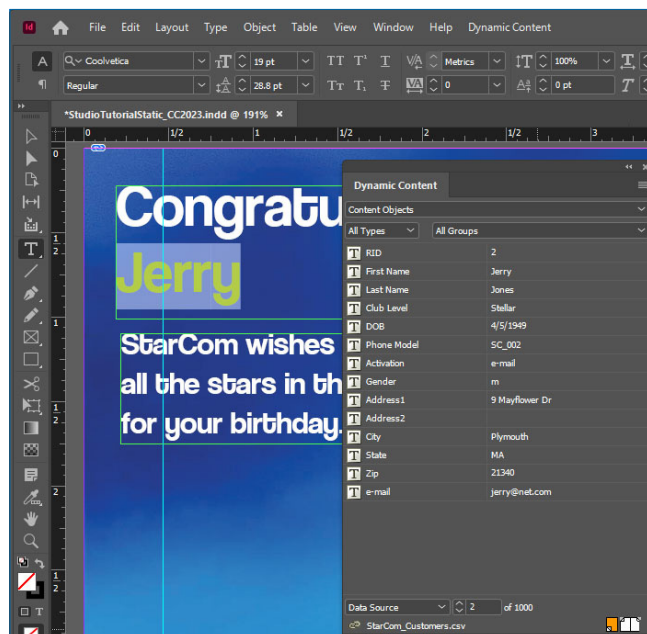 Id File Edit Layout Type Object Table View Window Help Dynamic Content
A Coolvetica 19 pt Metrics 100%
Regular 28.8 pt 0 0 pt
*StudioTutorialStatic_CC2023.indd @ 191% ×
0 1/2 1 1/2 2 1/2 3
Congratu
Jerry
StarCom wishes
all the stars in th
for your birthday.
Dynamic Content
Content Objects
All Types All Groups
RID 2
First Name Jerry
Last Name Jones
Club Level Stellar
DOB 4/5/1949
Phone Model SC_002
Activation e-mail
Gender m
Address1 9 Mayflower Dr
Address2
City Plymouth
State MA
Zip 21340
e-mail jerry@net.com
Data Source 2 of 1000
StarCom_Customers.csv